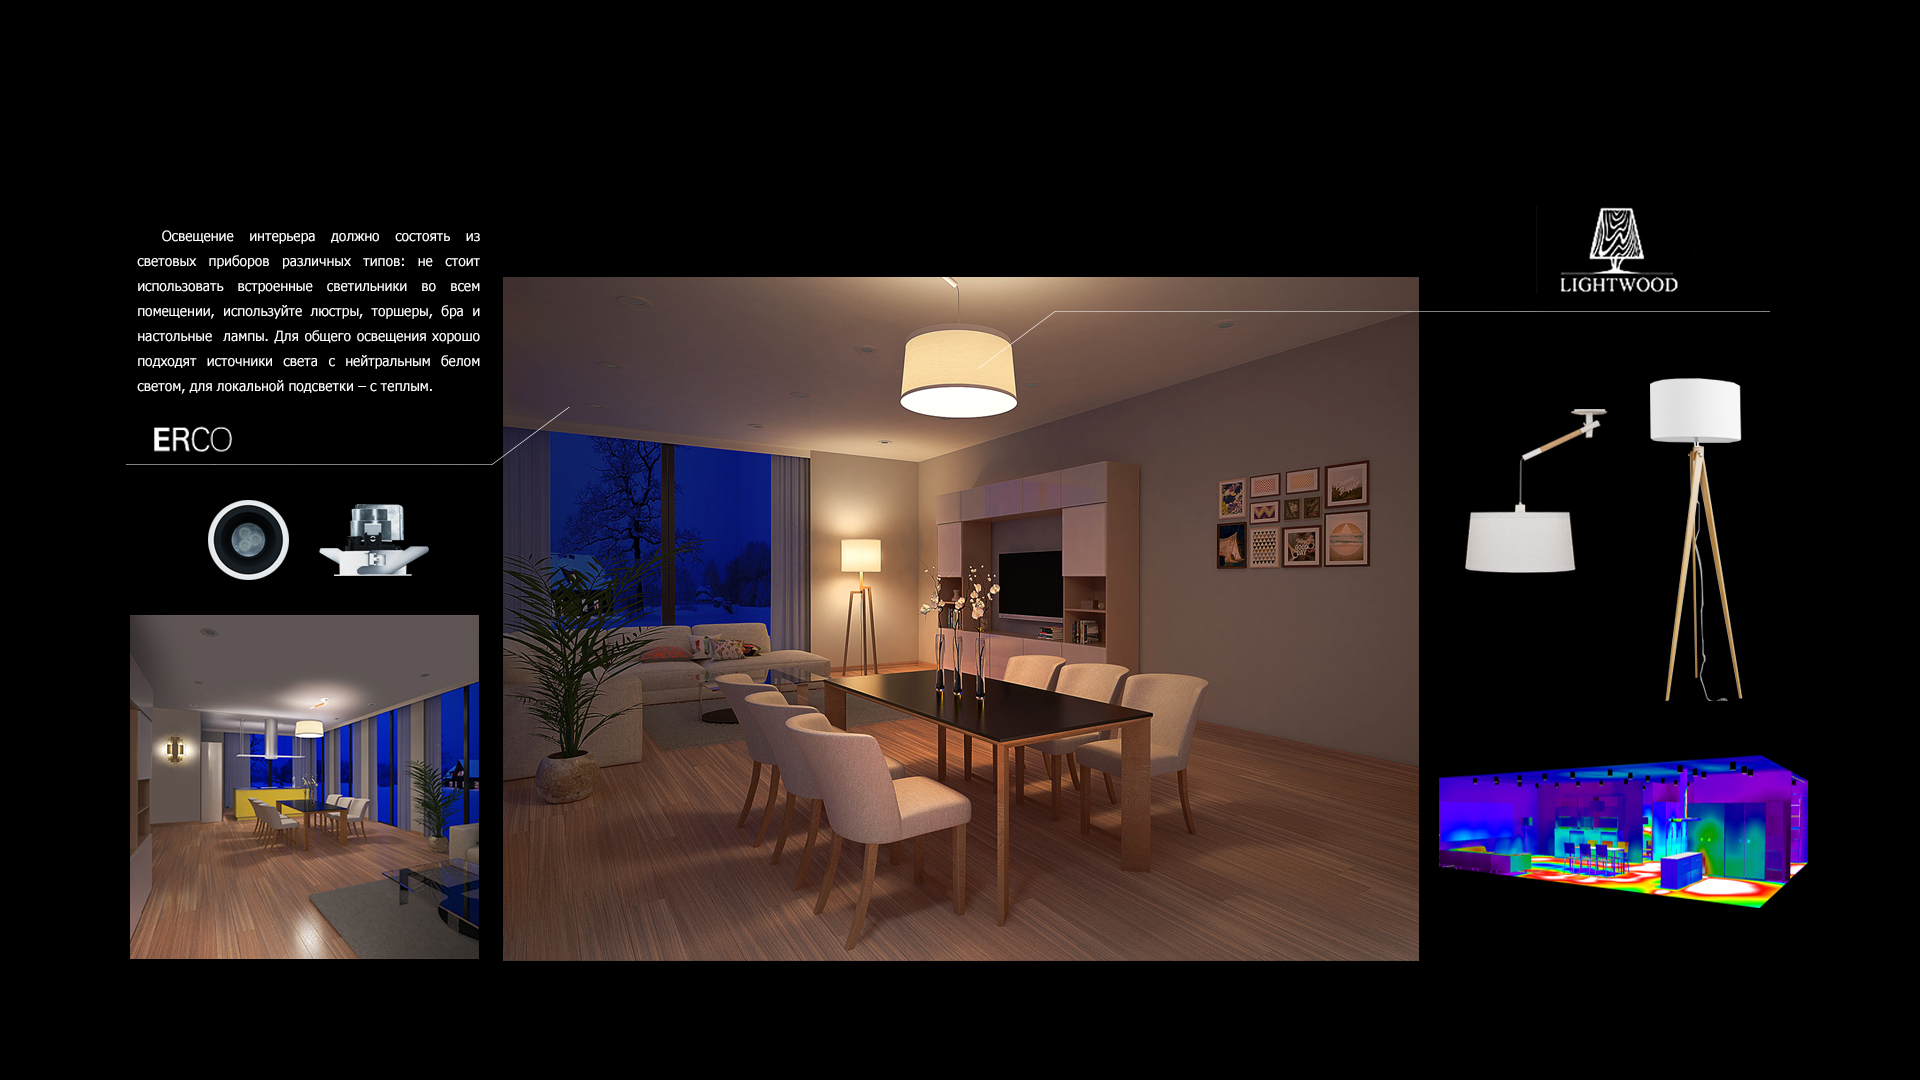 Освещение интерьера должно состоять из
световых приборов различных типов: не стоит
использовать встроенные светильники во всем
помещении, используйте люстры, торшеры, бра и
настольные лампы. Для общего освещения хорошо
подходят источники света с нейтральным белом
светом, для локальной подсветки – с теплым.
ERCO
LIGHTWOOD
GOOD
DAY